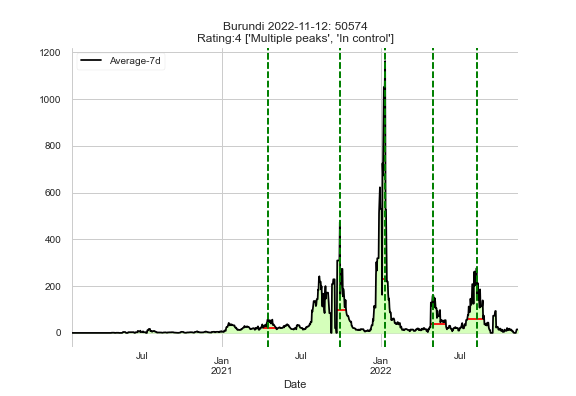 Burundi 2022-11-12: 50574
Rating:4 ['Multiple peaks', 'In control']
Average-7d
1200
1000
800
600
400
200
0
Jul
Jan
2021
Jul
Jan
2022
Jul
Date